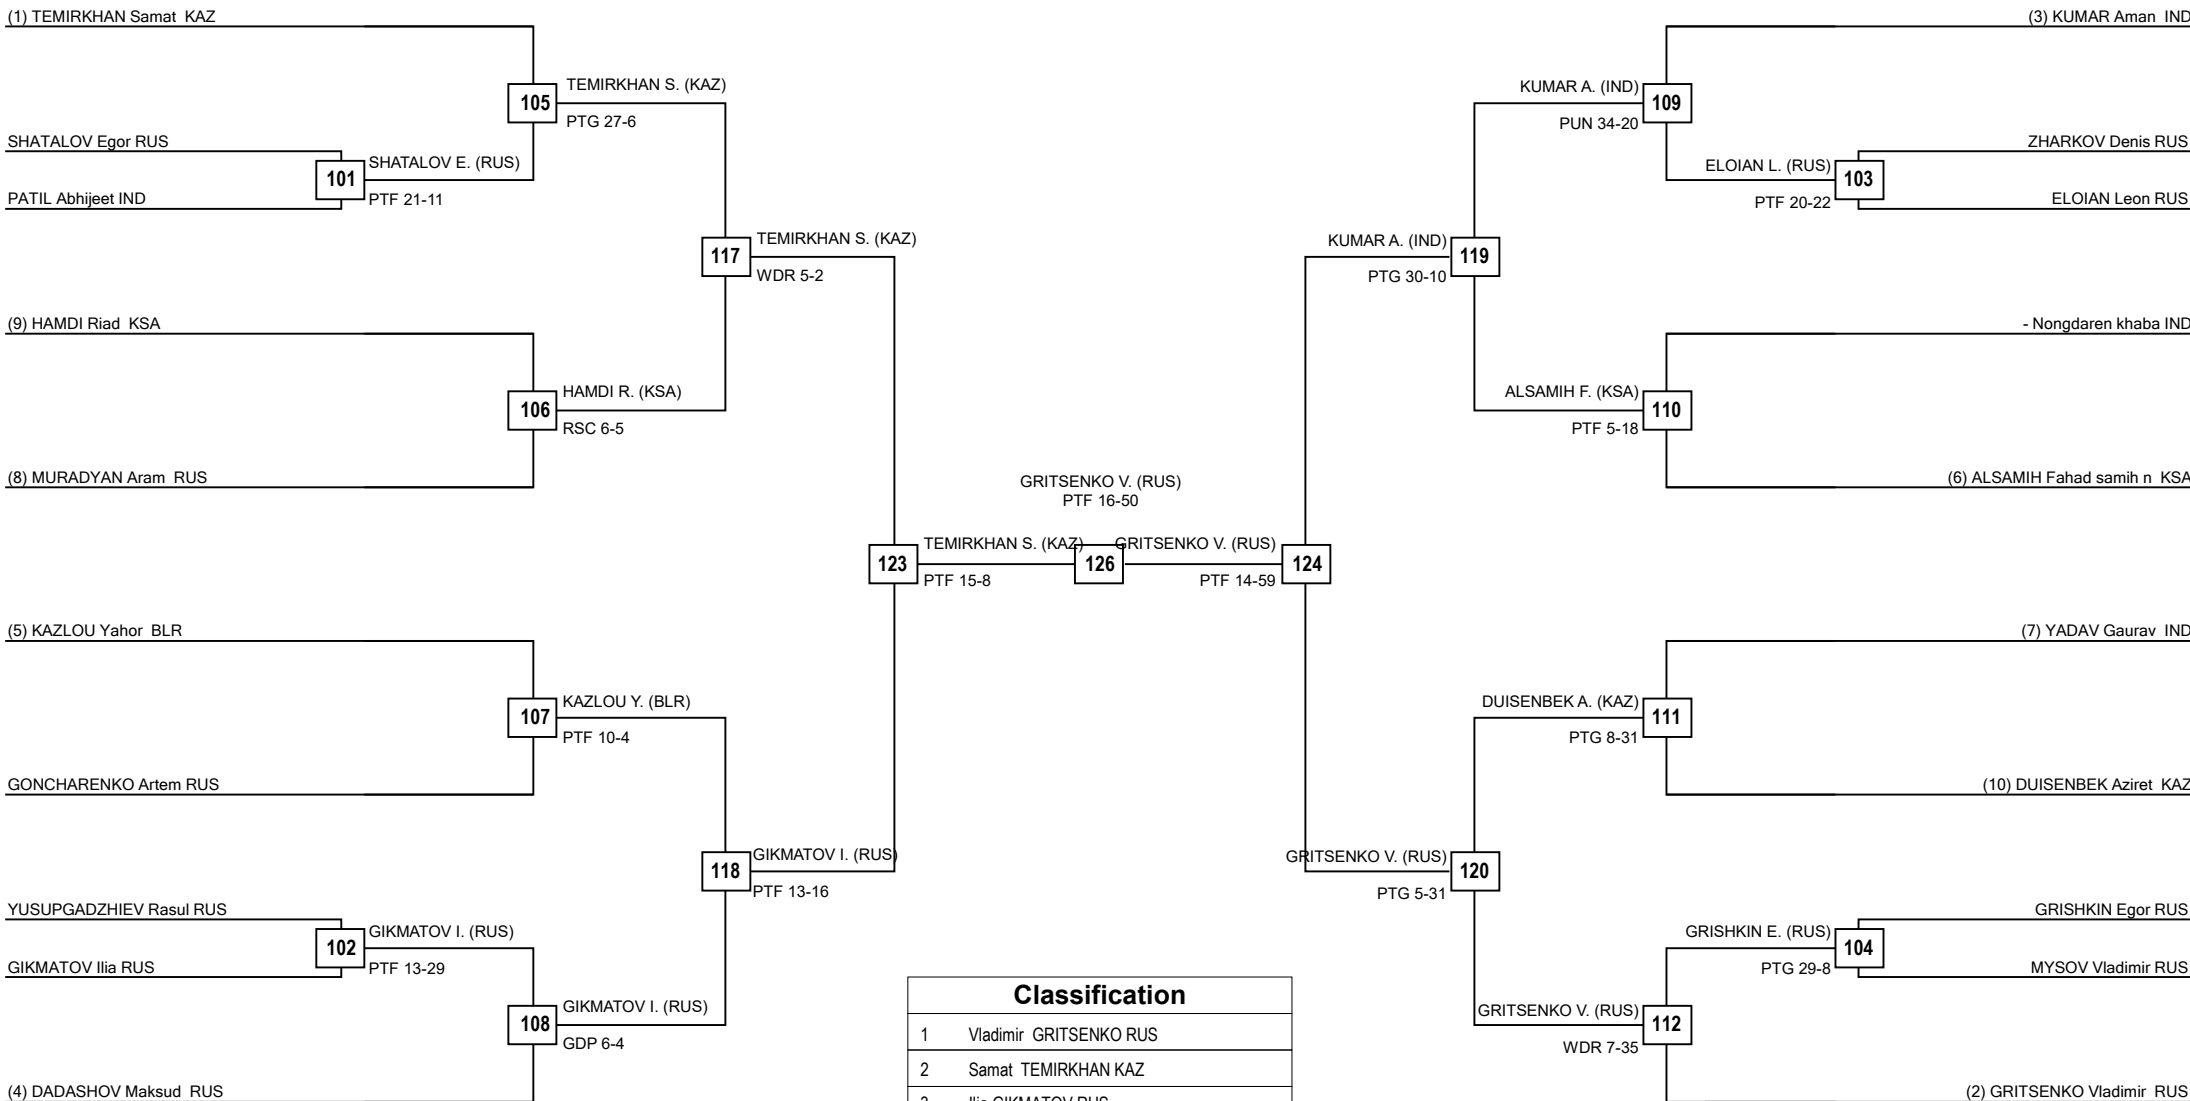 (1) TEMIRKHAN Samat KAZ
(3) KUMAR Aman IND
TEMIRKHAN S. (KAZ)
105
PTG 27-6
KUMAR A. (IND)
109
PUN 34-20
SHATALOV Egor RUS
101
SHATALOV E. (RUS)
PTF 21-11
PATIL Abhijeet IND
ZHARKOV Denis RUS
ELOIAN L. (RUS)
103
PTF 20-22
ELOIAN Leon RUS
117
TEMIRKHAN S. (KAZ)
WDR 5-2
KUMAR A. (IND)
119
PTG 30-10
(9) HAMDI Riad KSA
- Nongdaren khaba IND
106
HAMDI R. (KSA)
RSC 6-5
ALSAMIH F. (KSA)
110
PTF 5-18
(8) MURADYAN Aram RUS
(6) ALSAMIH Fahad samih n KSA
GRITSENKO V. (RUS)
PTF 16-50
123
TEMIRKHAN S. (KAZ)
PTF 15-8
126
GRITSENKO V. (RUS)
124
PTF 14-59
(5) KAZLOU Yahor BLR
(7) YADAV Gaurav IND
107
KAZLOU Y. (BLR)
PTF 10-4
DUISENBEK A. (KAZ)
111
PTG 8-31
GONCHARENKO Artem RUS
(10) DUISENBEK Aziret KAZ
118
GIKMATOV I. (RUS)
PTF 13-16
GRITSENKO V. (RUS)
120
PTG 5-31
YUSUPGADZHIEV Rasul RUS
102
GIKMATOV I. (RUS)
PTF 13-29
GIKMATOV Ilia RUS
GRISHKIN Egor RUS
GRISHKIN E. (RUS)
104
PTG 29-8
MYSOV Vladimir RUS
108
GIKMATOV I. (RUS)
GDP 6-4
GRITSENKO V. (RUS)
112
WDR 7-35
(4) DADASHOV Maksud RUS
(2) GRITSENKO Vladimir RUS
Classification
1 Vladimir GRITSENKO RUS
2 Samat TEMIRKHAN KAZ
3 Ilia GIKMATOV RUS